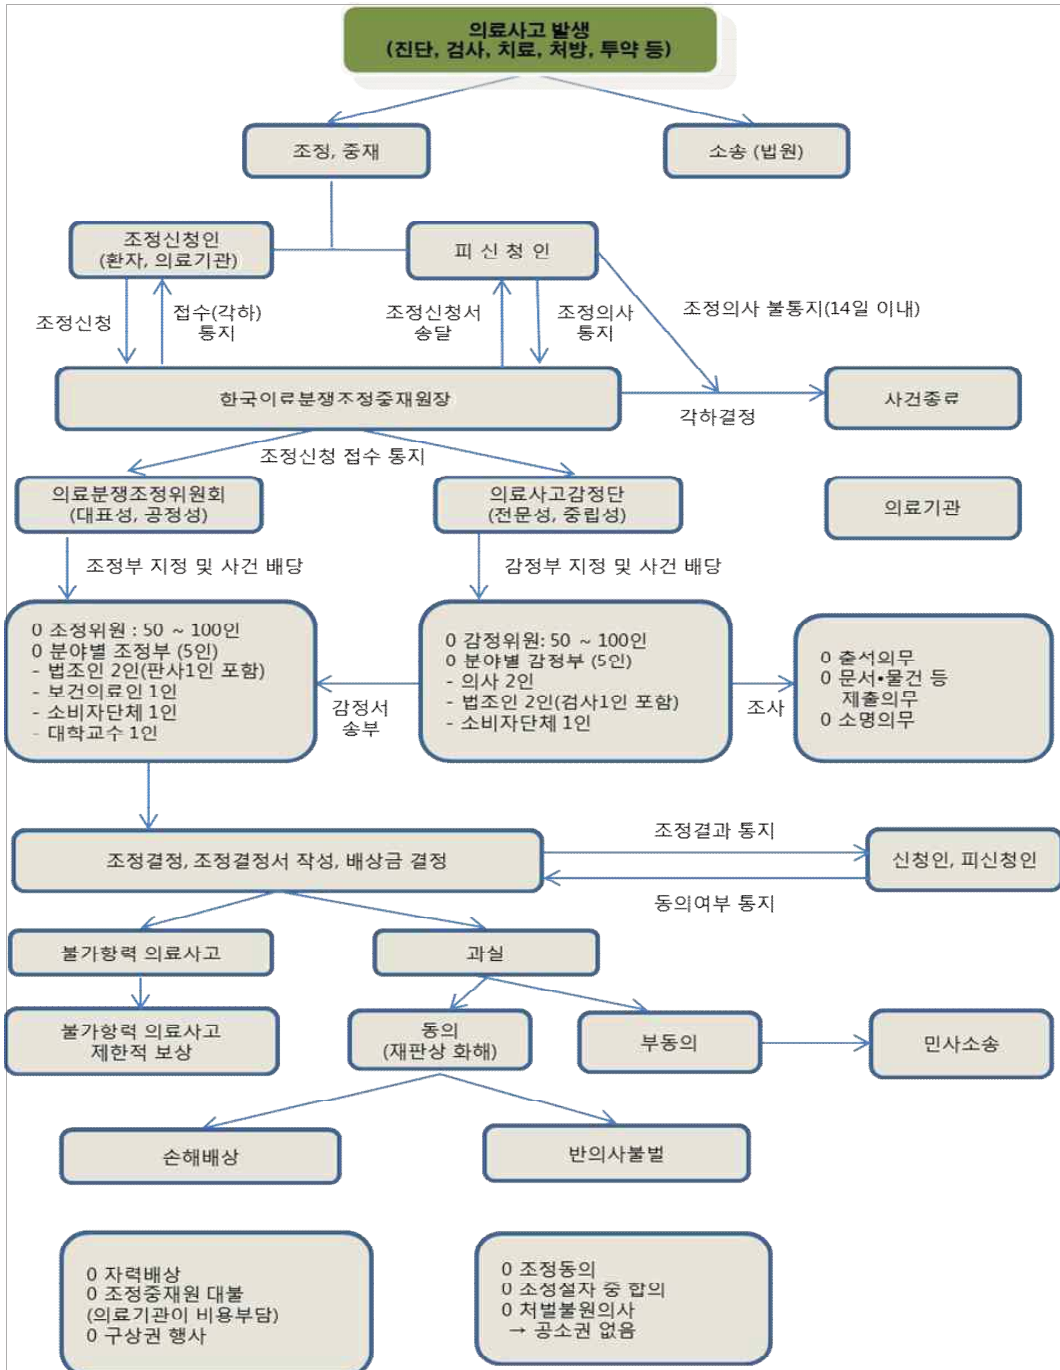 의료사고 발생
(진단, 검사, 치료, 처방, 투약 등)
조정, 중재
소송 (법원)
조정신청인
(환자, 의료기관)
피 신 청 인
조정신청
접수(각하)
통지
조정신청서
송달
조정의사
통지
조정의사 불통지(14일 이내)
한국의료분쟁조정중재원장
각하결정
사건종료
조정신청 접수 통지
의료분쟁조정위원회
(대표성, 공정성)
의료사고감정단
(전문성, 중립성)
의료기관
조정부 지정 및 사건 배당
감정부 지정 및 사건 배당
0 조정위원 : 50 ~ 100인
0 분야별 조정부 (5인)
- 법조인 2인(판사1인 포함)
- 보건의료인 1인
- 소비자단체 1인
- 대학교수 1인
감정서
송부
0 감정위원: 50 ~ 100인
0 분야별 감정부 (5인)
- 의사 2인
- 법조인 2인(검사1인 포함)
- 소비자단체 1인
조사
0 출석의무
0 문서•물건 등
제출의무
0 소명의무
조정결정, 조정결정서 작성, 배상금 결정
조정결과 통지
동의여부 통지
신청인, 피신청인
불가항력 의료사고
과실
불가항력 의료사고
제한적 보상
동의
(재판상 화해)
부동의
민사소송
손해배상
반의사불벌
0 자력배상
0 조정중재원 대불
(의료기관이 비용부담)
0 구상권 행사
0 조정동의
0 조정절차 중 합의
0 처벌불원의사
→ 공소권 없음